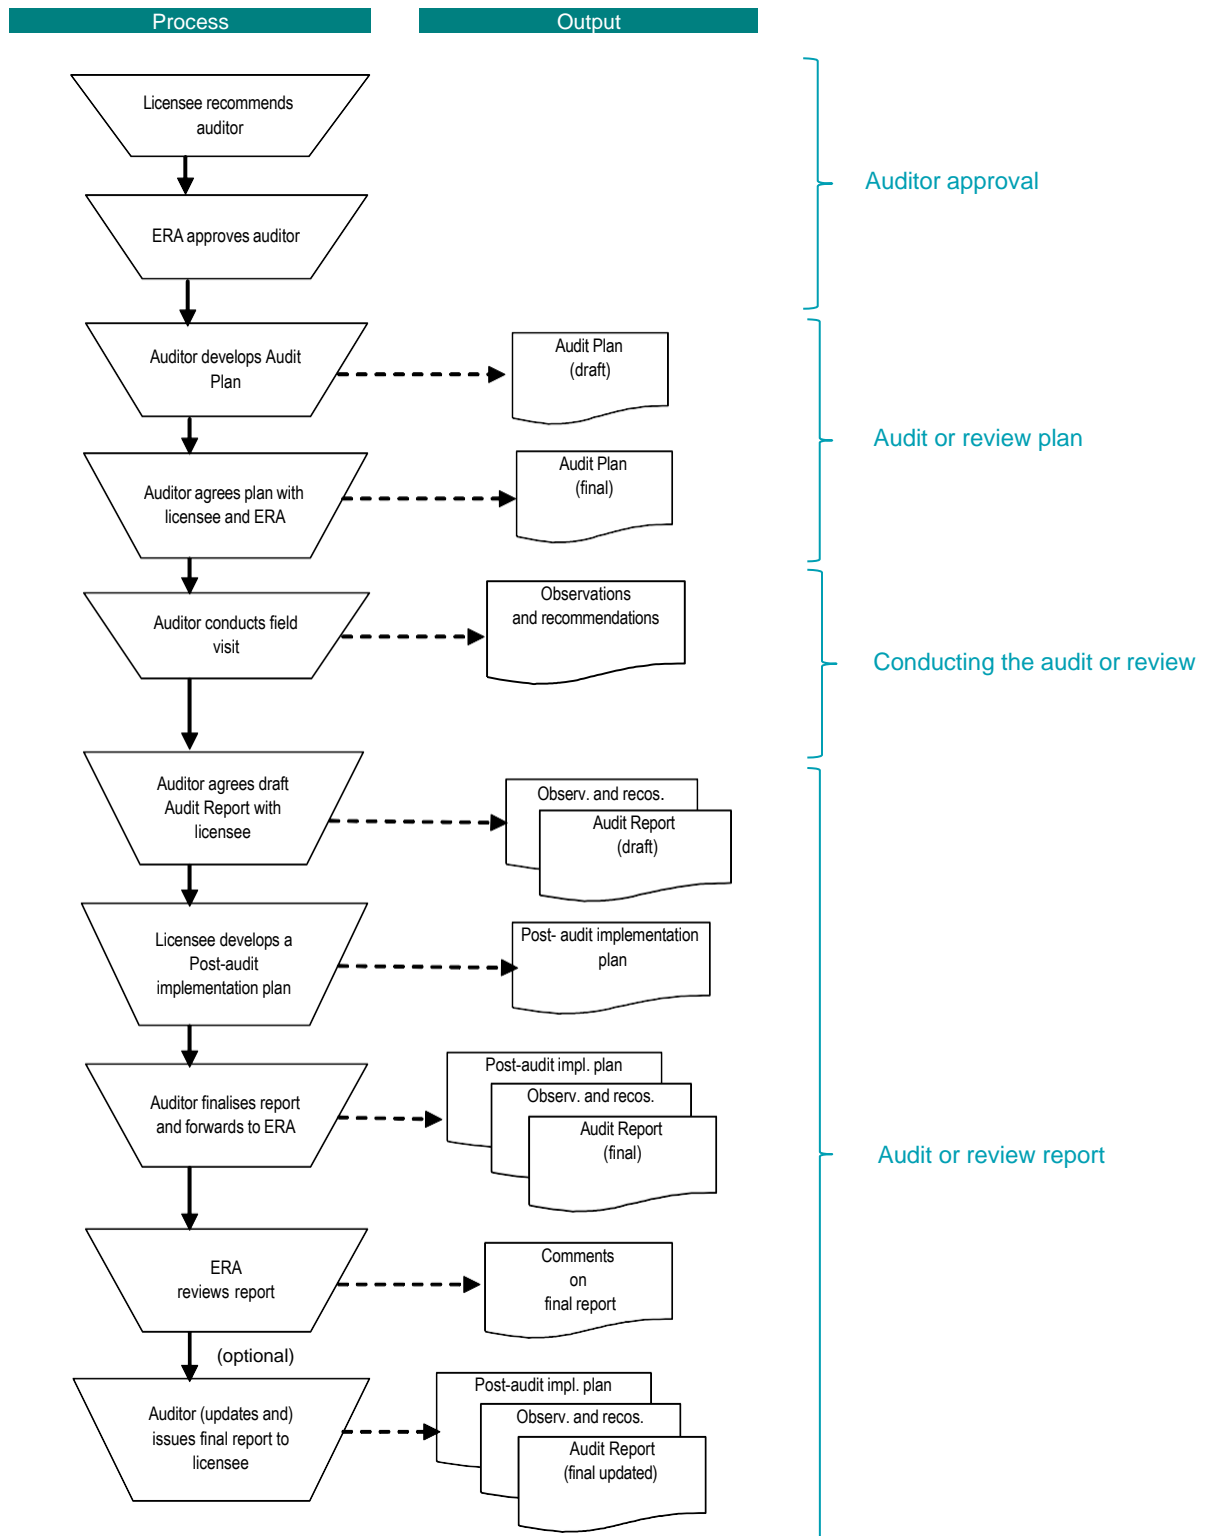 Process
Output
Licensee recommends
auditor
Auditor approval
ERA approves auditor
Auditor develops Audit
Plan
Audit Plan
(draft)
Audit or review plan
Auditor agrees plan with
licensee and ERA
Audit Plan
(final)
Auditor conducts field
visit
Observations
and recommendations
Conducting the audit or review
Auditor agrees draft
Audit Report with
licensee
Observ. and recos.
Audit Report
(draft)
Licensee develops a
Post-audit
implementation plan
Post- audit implementation
plan
Auditor finalises report
and forwards to ERA
Post-audit impl. plan
Observ. and recos.
Audit Report
(final)
Audit or review report
ERA
reviews report
Comments
on
final report
(optional)
Auditor (updates and)
issues final report to
licensee
Post-audit impl. plan
Observ. and recos.
Audit Report
(final updated)